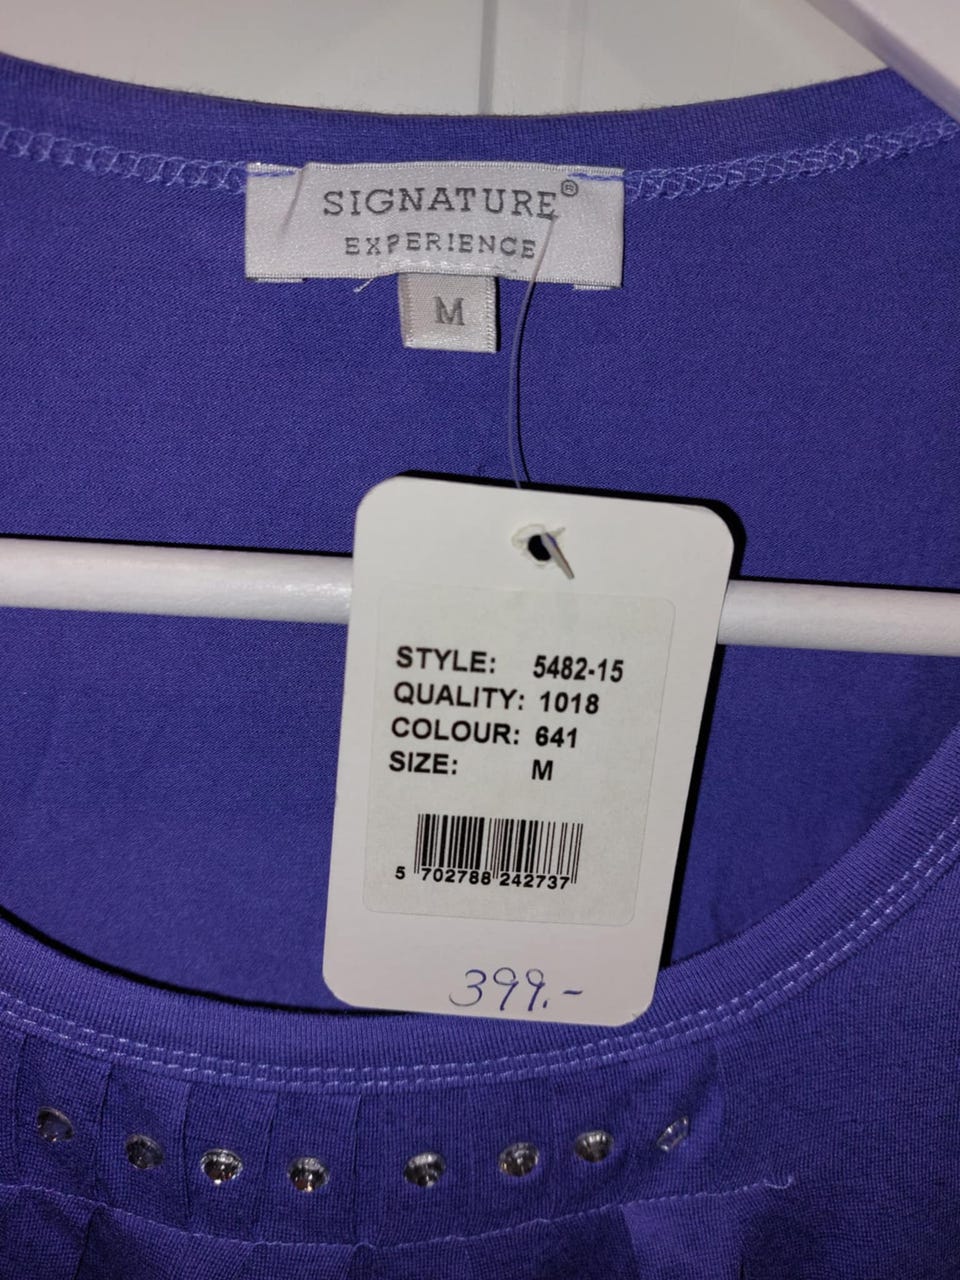 SIGNATURE®
EXPERIENCE
M
STYLE: 5482-15
QUALITY: 1018
COLOUR: 641
SIZE: M
5 702788 242737
399.-